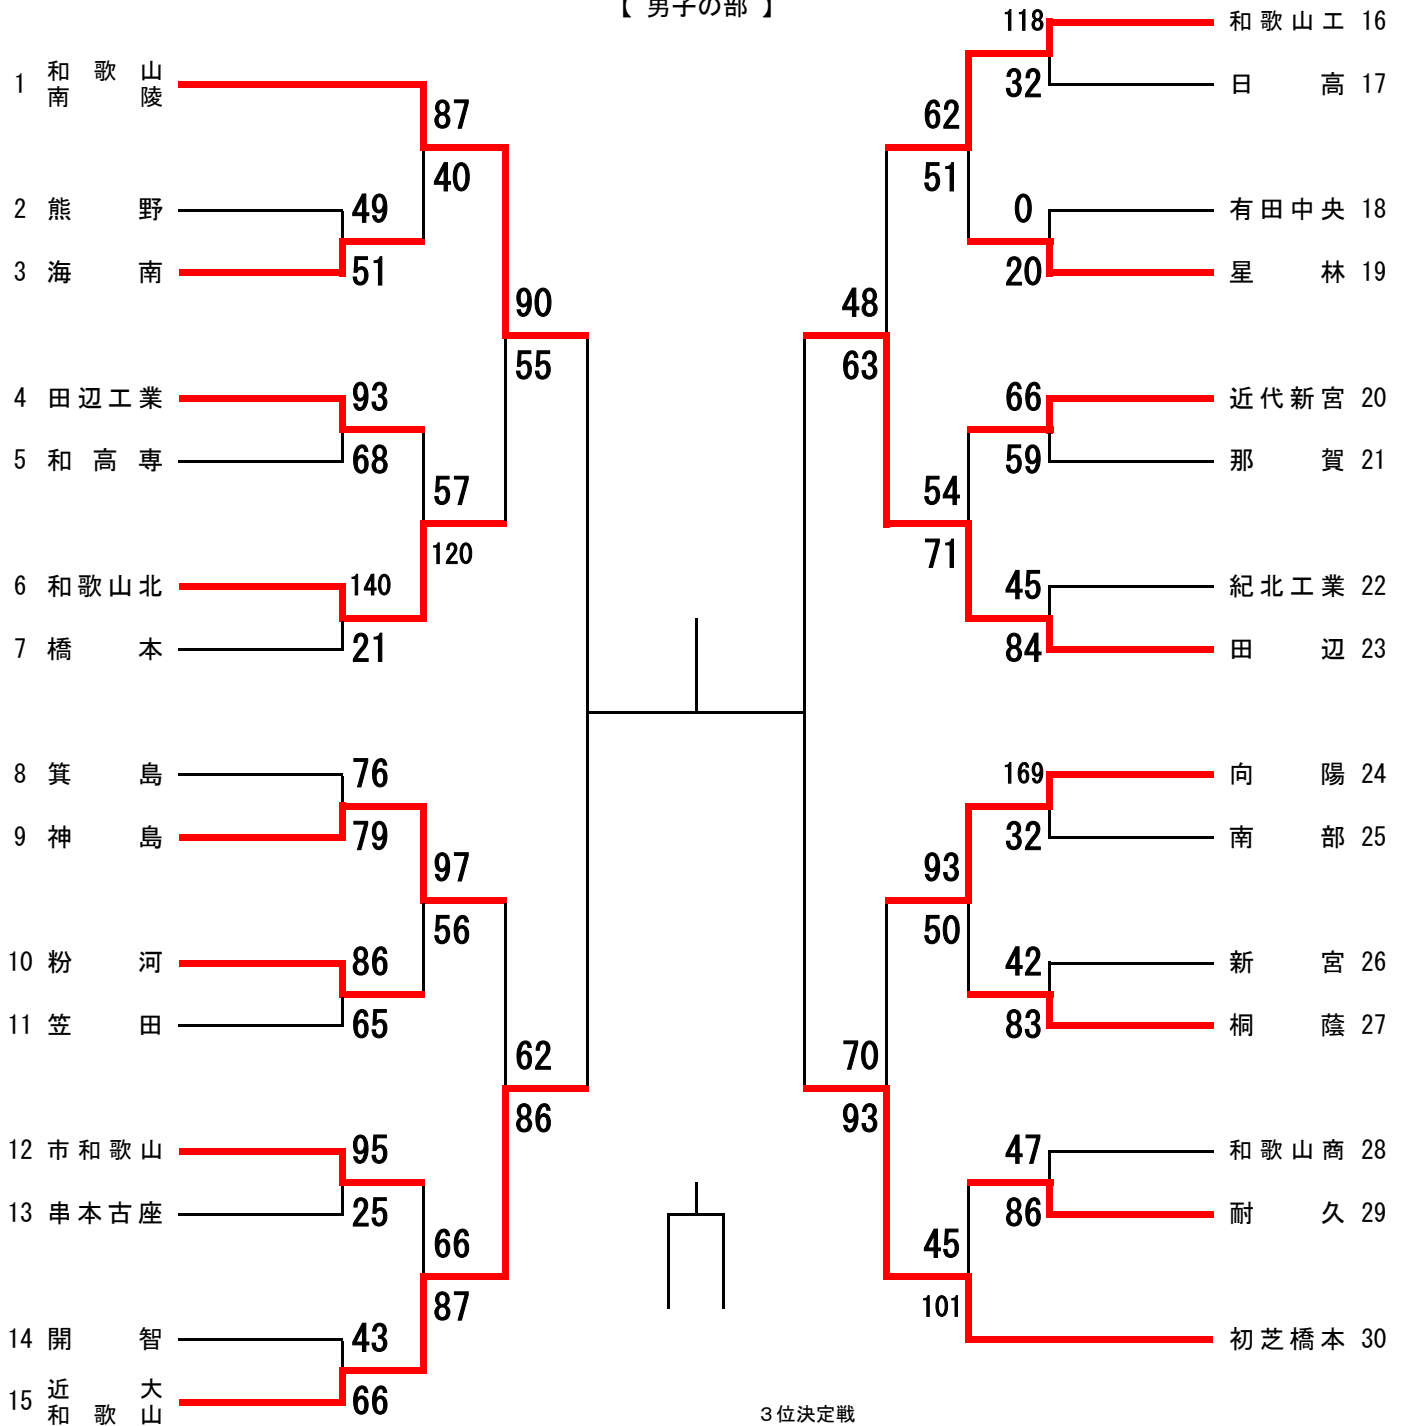 【 男子の部 】
1 和歌山南陵
87
40
2 熊野 49
3 海南 51
90
55
4 田辺工業 93
5 和高専 68
57
120
6 和歌山北 140
7 橋本 21
8 箕島 76
9 神島 79
97
56
10 粉河 86
11 笠田 65
62
86
12 市和歌山 95
13 串本古座 25
66
87
14 開智 43
15 近大和歌山 66
118 和歌山工 16
32 日高 17
62
51
0 有田中央 18
20 星林 19
48
63
66 近代新宮 20
59 那賀 21
54
71
45 紀北工業 22
84 田辺 23
169 向陽 24
32 南部 25
93
50
42 新宮 26
83 桐蔭 27
70
93
47 和歌山商 28
86 耐久 29
45
101
初芝橋本 30
３位決定戦